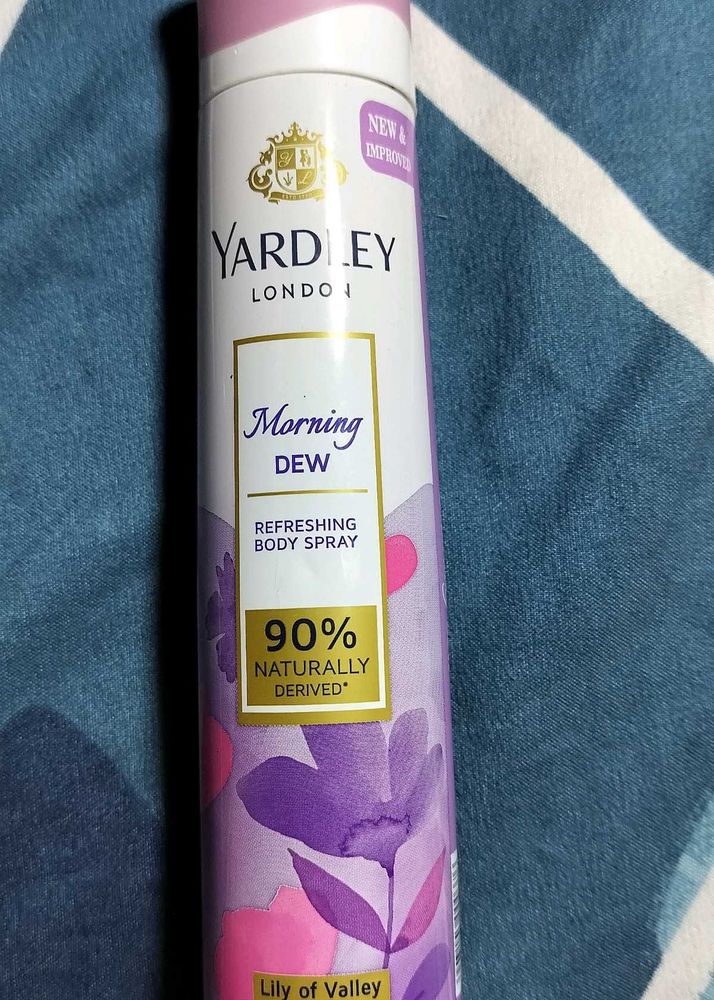 NEW &
IMPROVED
YARDLEY
LONDON
Morning
DEW
REFRESHING
BODY SPRAY
90%
NATURALLY
DERIVED*
Lily of Valley